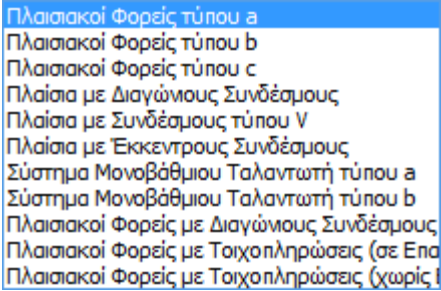 Πλαισιακοί Φορείς τύπου a
Πλαισιακοί Φορείς τύπου b
Πλαισιακοί Φορείς τύπου c
Πλαίσια με Διαγώνιους Συνδέσμους
Πλαίσια με Συνδέσμους τύπου V
Πλαίσια με Έκκεντρους Συνδέσμους
Σύστημα Μονοβάθμιου Ταλαντωτή τύπου a
Σύστημα Μονοβάθμιου Ταλαντωτή τύπου b
Πλαισιακοί Φορείς με Διαγώνιους Συνδέσμους
Πλαισιακοί Φορείς με Τοιχοπληρώσεις (σε Επα
Πλαισιακοί Φορείς με Τοιχοπληρώσεις (χωρίς